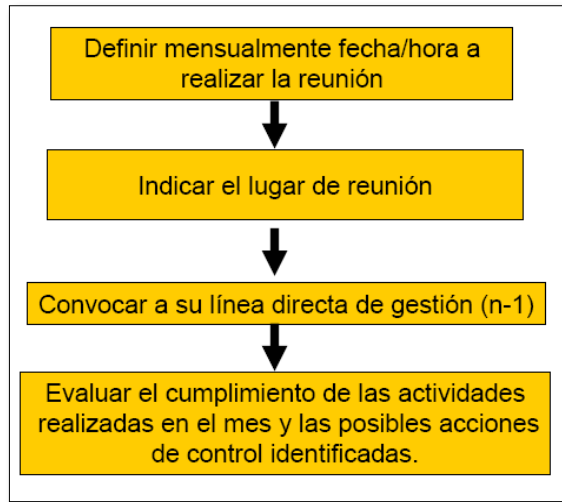 Definir mensualmente fecha/hora a
realizar la reunión
Indicar el lugar de reunión
Convocar a su línea directa de gestión (n-1)
Evaluar el cumplimiento de las actividades
realizadas en el mes y las posibles acciones
de control identificadas.